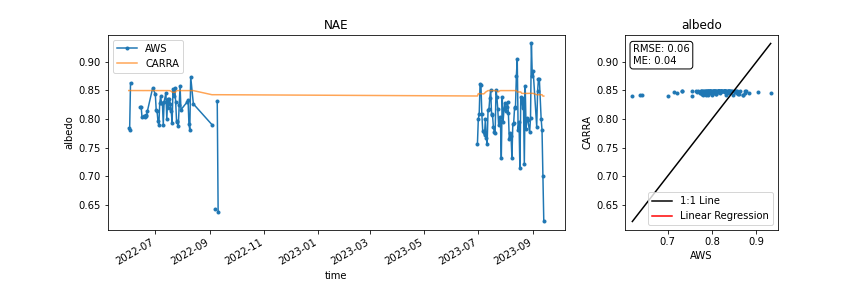 NAE
AWS
CARRA
albedo
0.90
0.85
0.80
0.75
0.70
0.65
2022-07
2022-09
2022-11
2023-01
2023-03
2023-05
2023-07
2023-09
time
albedo
RMSE: 0.06
ME: 0.04
CARRA
0.90
0.85
0.80
0.75
0.70
0.65
1:1 Line
Linear Regression
0.7
0.8
0.9
AWS